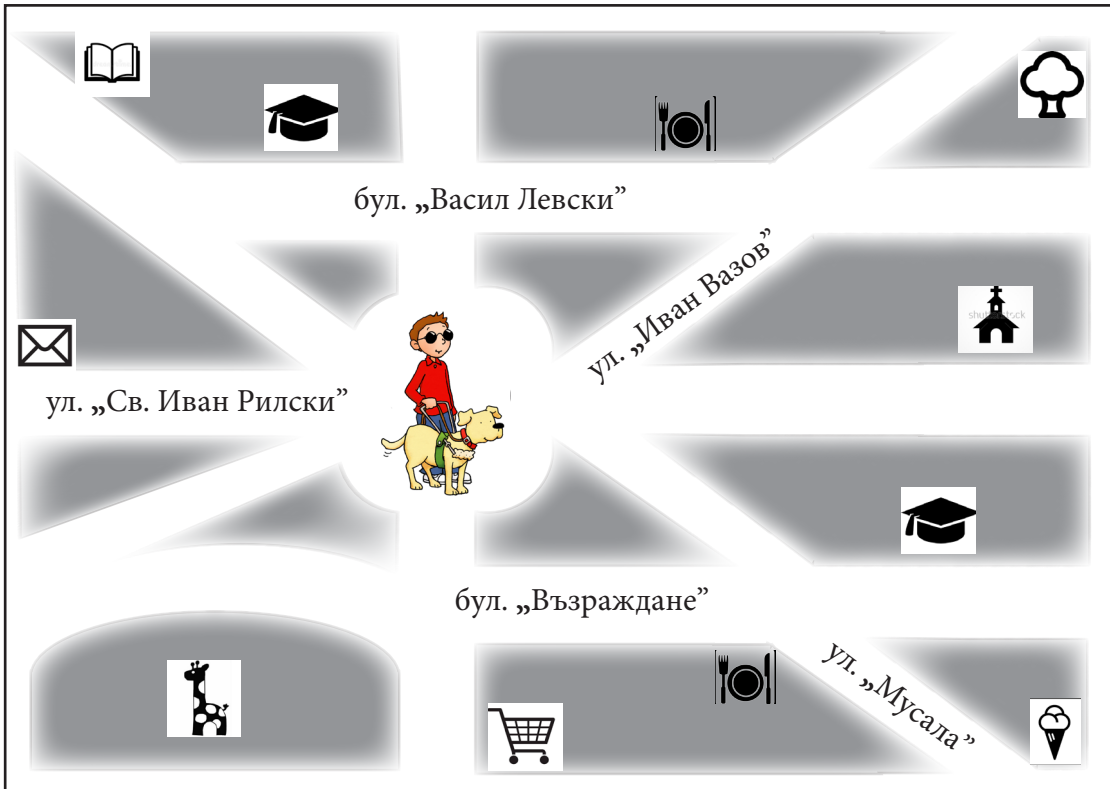 бул. „Васил Левски”
ул. „Иван Вазов”
ул. „Св. Иван Рилски”
бул. „Възраждане”
ул. „Мусала”